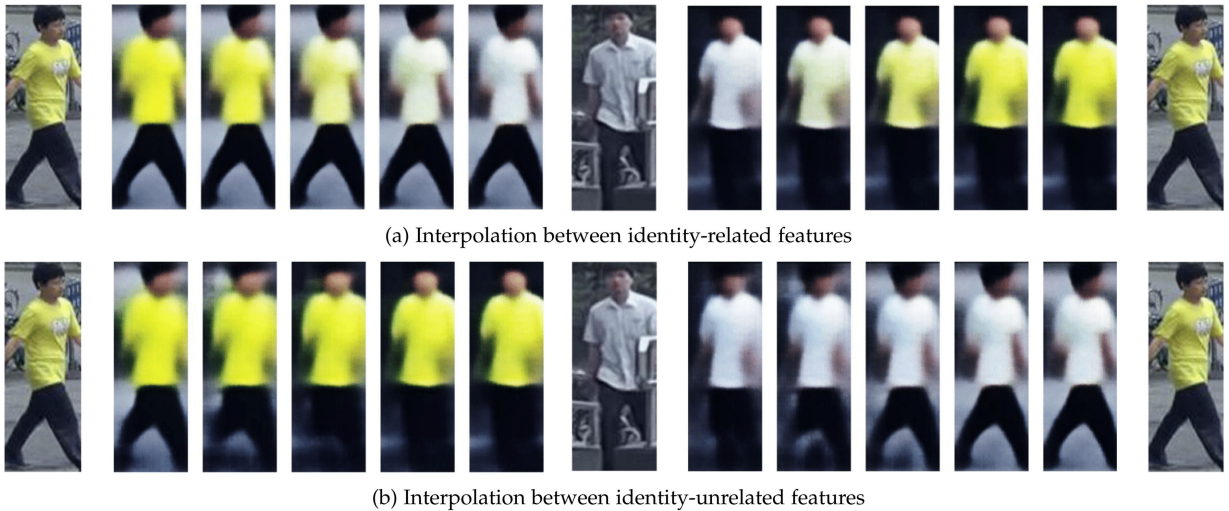 (a) Interpolation between identity-related features
(b) Interpolation between identity-unrelated features